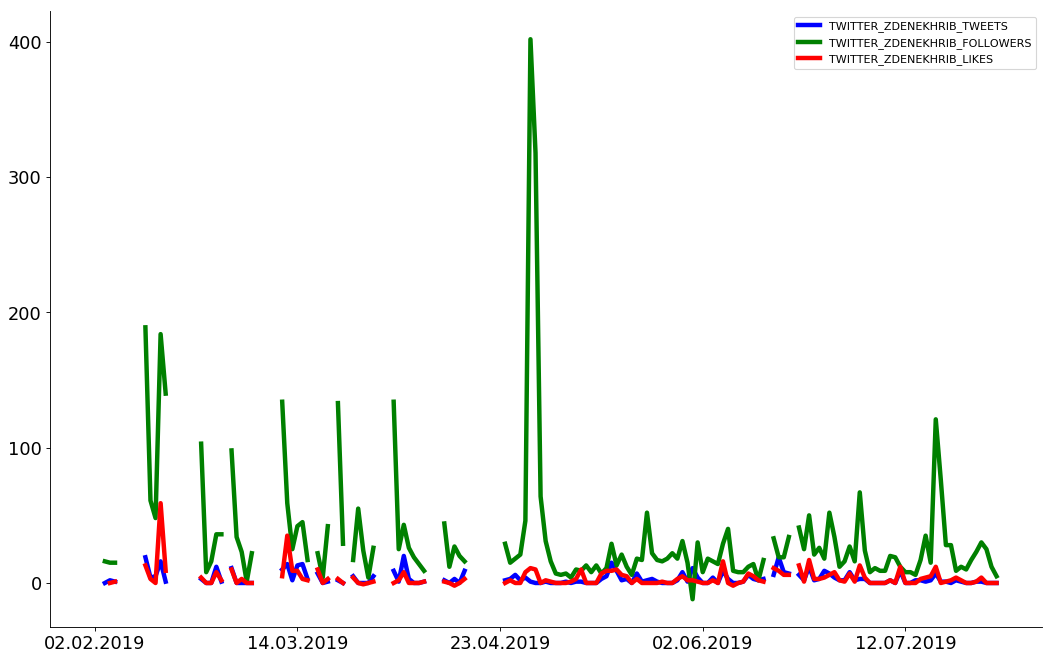 TWITTER_ZDENEKHRIB_TWEETS
TWITTER_ZDENEKHRIB_FOLLOWERS
TWITTER_ZDENEKHRIB_LIKES
400
300
200
100
0
02.02.2019 14.03.2019 23.04.2019 02.06.2019 12.07.2019